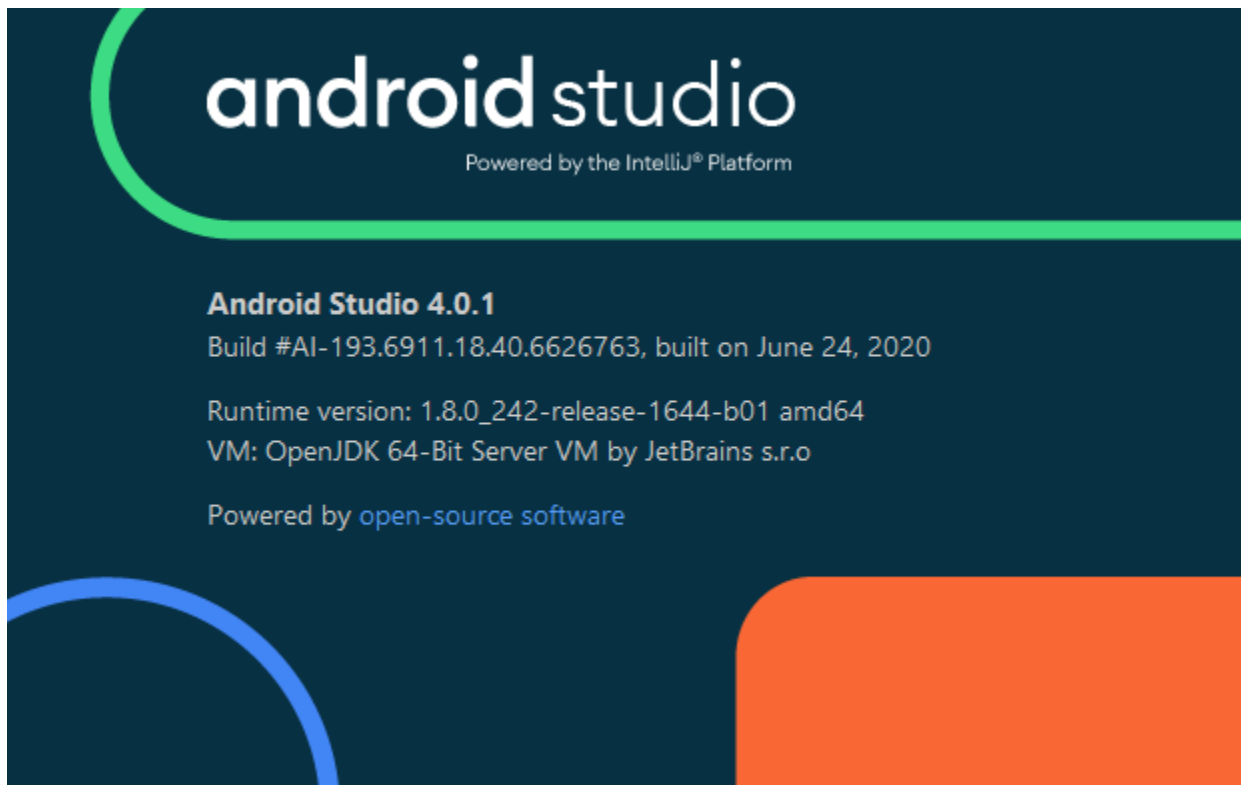 android studio
Powered by the IntelliJ® Platform
Android Studio 4.0.1
Build #AI-193.6911.18.40.6626763, built on June 24, 2020
Runtime version: 1.8.0_242-release-1644-b01 amd64
VM: OpenJDK 64-Bit Server VM by JetBrains s.r.o
Powered by open-source software